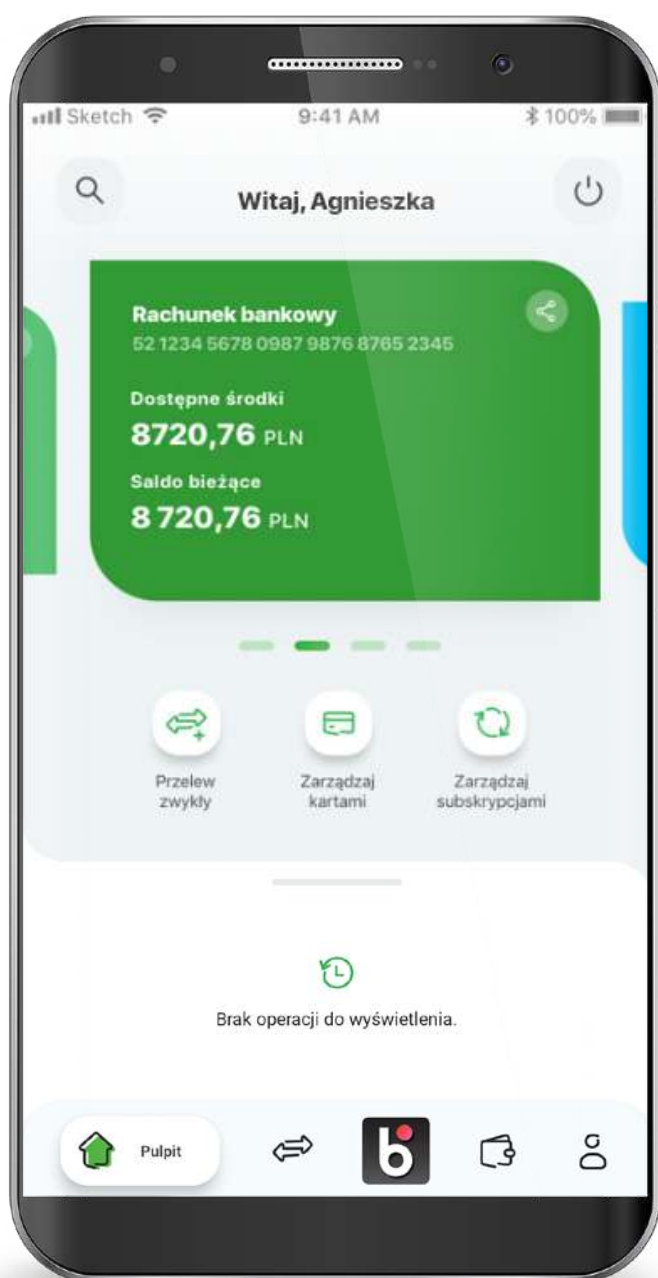 Sketch
9:41 AM
100%
Witaj, Agnieszka
Rachunek bankowy
52 1234 5678 0987 9876 8765 2345
Dostępne środki
8720,76 PLN
Saldo bieżące
8 720,76 PLN
Przelew
zwykły
Zarządzaj
kartami
Zarządzaj
subskrypcjami
Brak operacji do wyświetlenia.
Pulpit
b